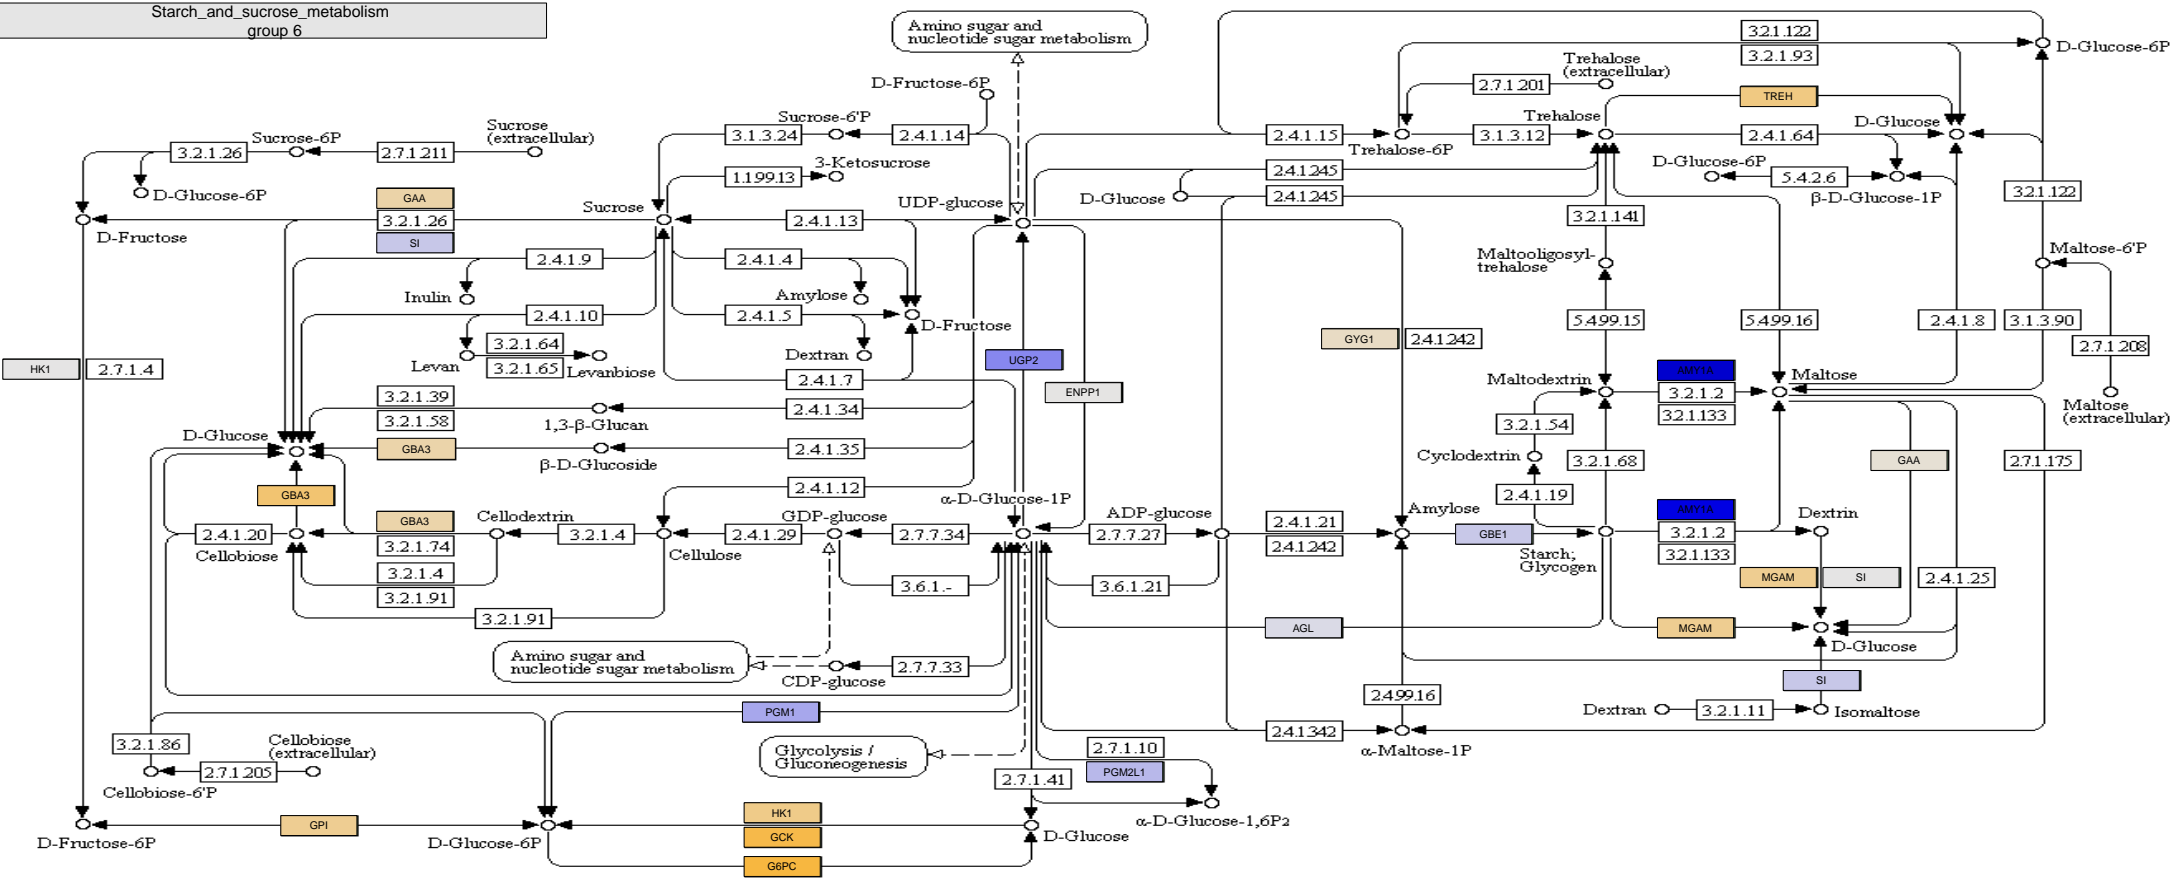 Starch_and_sucrose_metabolism
group 6
Amino sugar and
nucleotide sugar metabolism
3.2.1.122
D-Glucose-6P
3.2.1.93
Trehalose
(extracellular)
2.7.1.201
D-Fructose-6P
TREH
Sucrose-6'P
Trehalose
D-Glucose
Sucrose
(extracellular)
Sucrose-6P
3.1.3.24
2.4.1.14
2.4.1.15
3.1.3.12
2.4.1.64
Trehalose-6P
3.2.1.26
2.7.1.211
3-Ketosucrose
1.1.99.13
2.4.1.245
D-Glucose-6P
5.4.2.6
β-D-Glucose-1P
D-Glucose-6P
GAA
D-Glucose
2.4.1.245
3.2.1.122
Sucrose
UDP-glucose
3.2.1.26
2.4.1.13
3.2.1.141
D-Fructose
SI
Maltose-6'P
2.4.1.9
2.4.1.4
Maltooligosyl-
trehalose
Inulin
Amylose
2.4.1.10
2.4.1.5
D-Fructose
5.4.99.15
5.4.99.16
2.4.1.8
3.1.3.90
GYG1
2.4.1.242
2.7.1.208
3.2.1.64
Levan
3.2.1.65
Levanbiose
Dextran
UGP2
HK1
2.7.1.4
2.4.1.7
AMY1A
Maltodextrin
Maltose
3.2.1.2
ENPP1
3.2.1.39
2.4.1.34
3.2.1.133
Maltose
(extracellular)
3.2.1.58
1,3-β-Glucan
3.2.1.54
D-Glucose
GBA3
2.4.1.35
β-D-Glucoside
Cyclodextrin
3.2.1.68
GAA
2.7.1.175
2.4.1.12
GBA3
α-D-Glucose-1P
2.4.1.19
Cellodextrin
GDP-glucose
ADP-glucose
Amylose
AMY1A
Dextrin
GBA3
2.4.1.21
2.4.1.20
3.2.1.4
2.4.1.29
2.7.7.34
2.7.7.27
GBE1
3.2.1.2
3.2.1.74
2.4.1.242
Cellobiose
Cellulose
Starch;
Glycogen
3.2.1.133
3.2.1.4
3.6.1.-
3.6.1.21
MGAM
SI
2.4.1.25
3.2.1.91
3.2.1.91
AGL
MGAM
D-Glucose
Amino sugar and
nucleotide sugar metabolism
2.7.7.33
CDP-glucose
SI
2.4.99.16
PGM1
Dextran
3.2.1.11
Isomaltose
2.4.1.342
α-Maltose-1P
3.2.1.86
Cellobiose
(extracellular)
Glycolysis /
Gluconeogenesis
2.7.1.10
2.7.1.205
2.7.1.41
PGM2L1
Cellobiose-6'P
HK1
GPI
GCK
α-D-Glucose-1,6P2
D-Fructose-6P
D-Glucose-6P
D-Glucose
G6PC